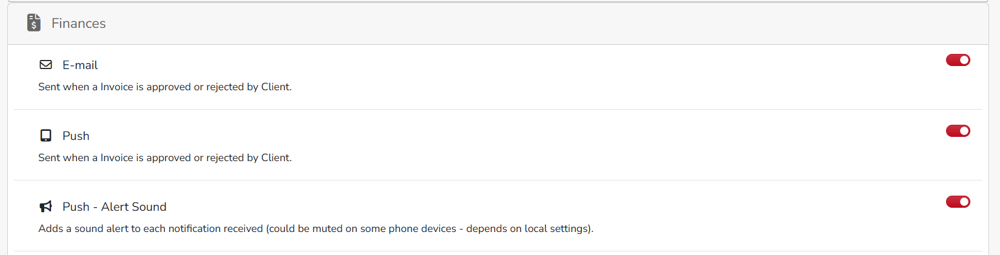 Finances
E-mail
Sent when a Invoice is approved or rejected by Client.
Push
Sent when a Invoice is approved or rejected by Client.
Push - Alert Sound
Adds a sound alert to each notification received (could be muted on some phone devices - depends on local settings).